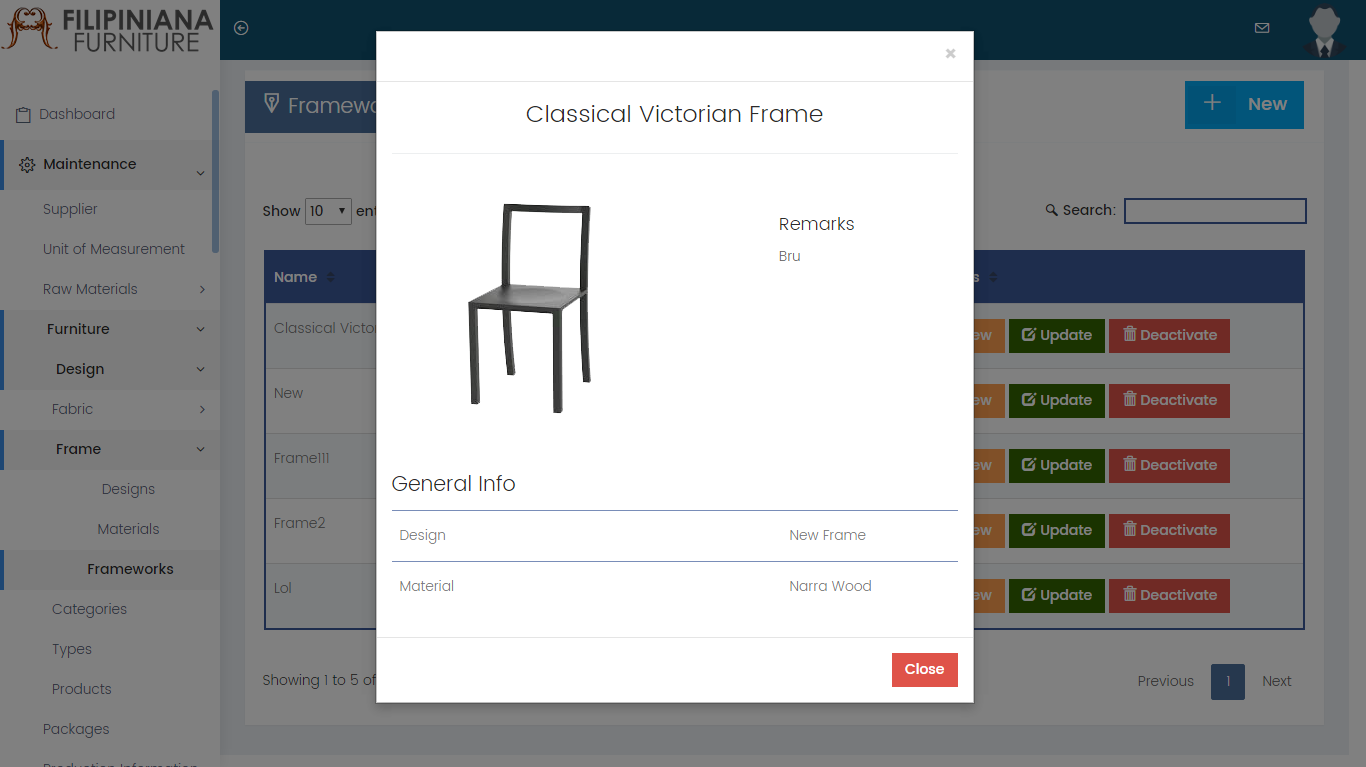 FILIPINIANA
FURNITURE
Dashboard
Maintenance
Supplier
Unit of Measurement
Raw Materials
Furniture
Design
Fabric
Frame
Designs
Materials
Frameworks
Categories
Types
Products
Packages
×
Classical Victorian Frame
Remarks
Bru
General Info
Design New Frame
Material Narra Wood
Close
New
Show 10
Search:
Name
Classical Victor
Update Deactivate
New
Update Deactivate
Frame111
Update Deactivate
Frame2
Update Deactivate
Lol
Update Deactivate
Showing 1 to 5 of
Previous 1 Next